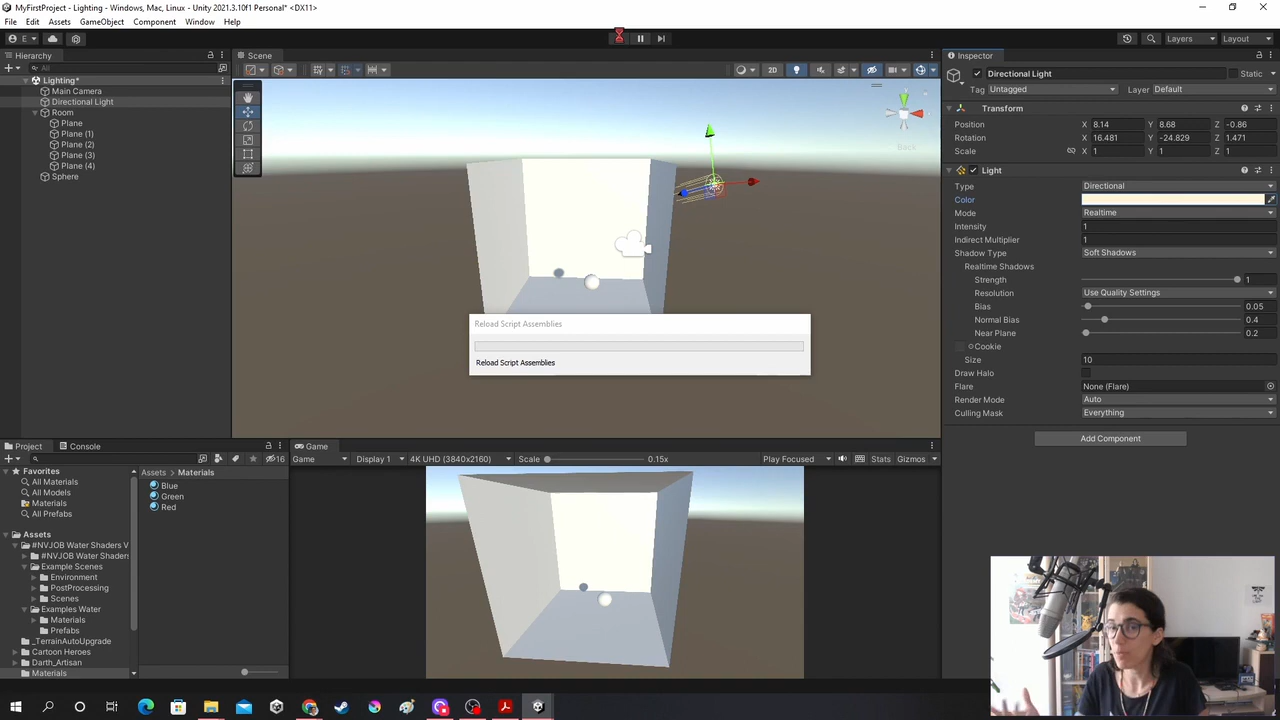 MyFirstProject - Lighting - Windows, Mac, Linux - Unity 2021.3.10f1 Personal* <DX11>
File Edit Assets GameObject Component Window Help
E
Layers
Layout
Hierarchy
All
Lighting*
Main Camera
Directional Light
Room
Plane
Plane (1)
Plane (2)
Plane (3)
Plane (4)
Sphere
Scene
2D
Back
Reload Script Assemblies
Reload Script Assemblies
Inspector
Directional Light
Static
Tag Untagged
Layer Default
Transform
Position X 8.14 Y 8.68 Z -0.86
Rotation X 16.481 Y -24.829 Z 1.471
Scale X 1 Y 1 Z 1
Light
Type Directional
Color
Mode Realtime
Intensity 1
Indirect Multiplier 1
Shadow Type Soft Shadows
Realtime Shadows
Strength 1
Resolution Use Quality Settings
Bias 0.05
Normal Bias 0.4
Near Plane 0.2
Cookie
Size 10
Draw Halo
Flare None (Flare)
Render Mode Auto
Culling Mask Everything
Add Component
Project Console
16
Favorites
All Materials
All Models
Materials
All Prefabs
Assets
#NVJOB Water Shaders V
#NVJOB Water Shaders
Example Scenes
Environment
PostProcessing
Scenes
Examples Water
Materials
Prefabs
_TerrainAutoUpgrade
Cartoon Heroes
Darth_Artisan
Materials
Assets Materials
Blue
Green
Red
Game
Game Display 1 4K UHD (3840x2160) Scale 0.15x Play Focused Stats Gizmos